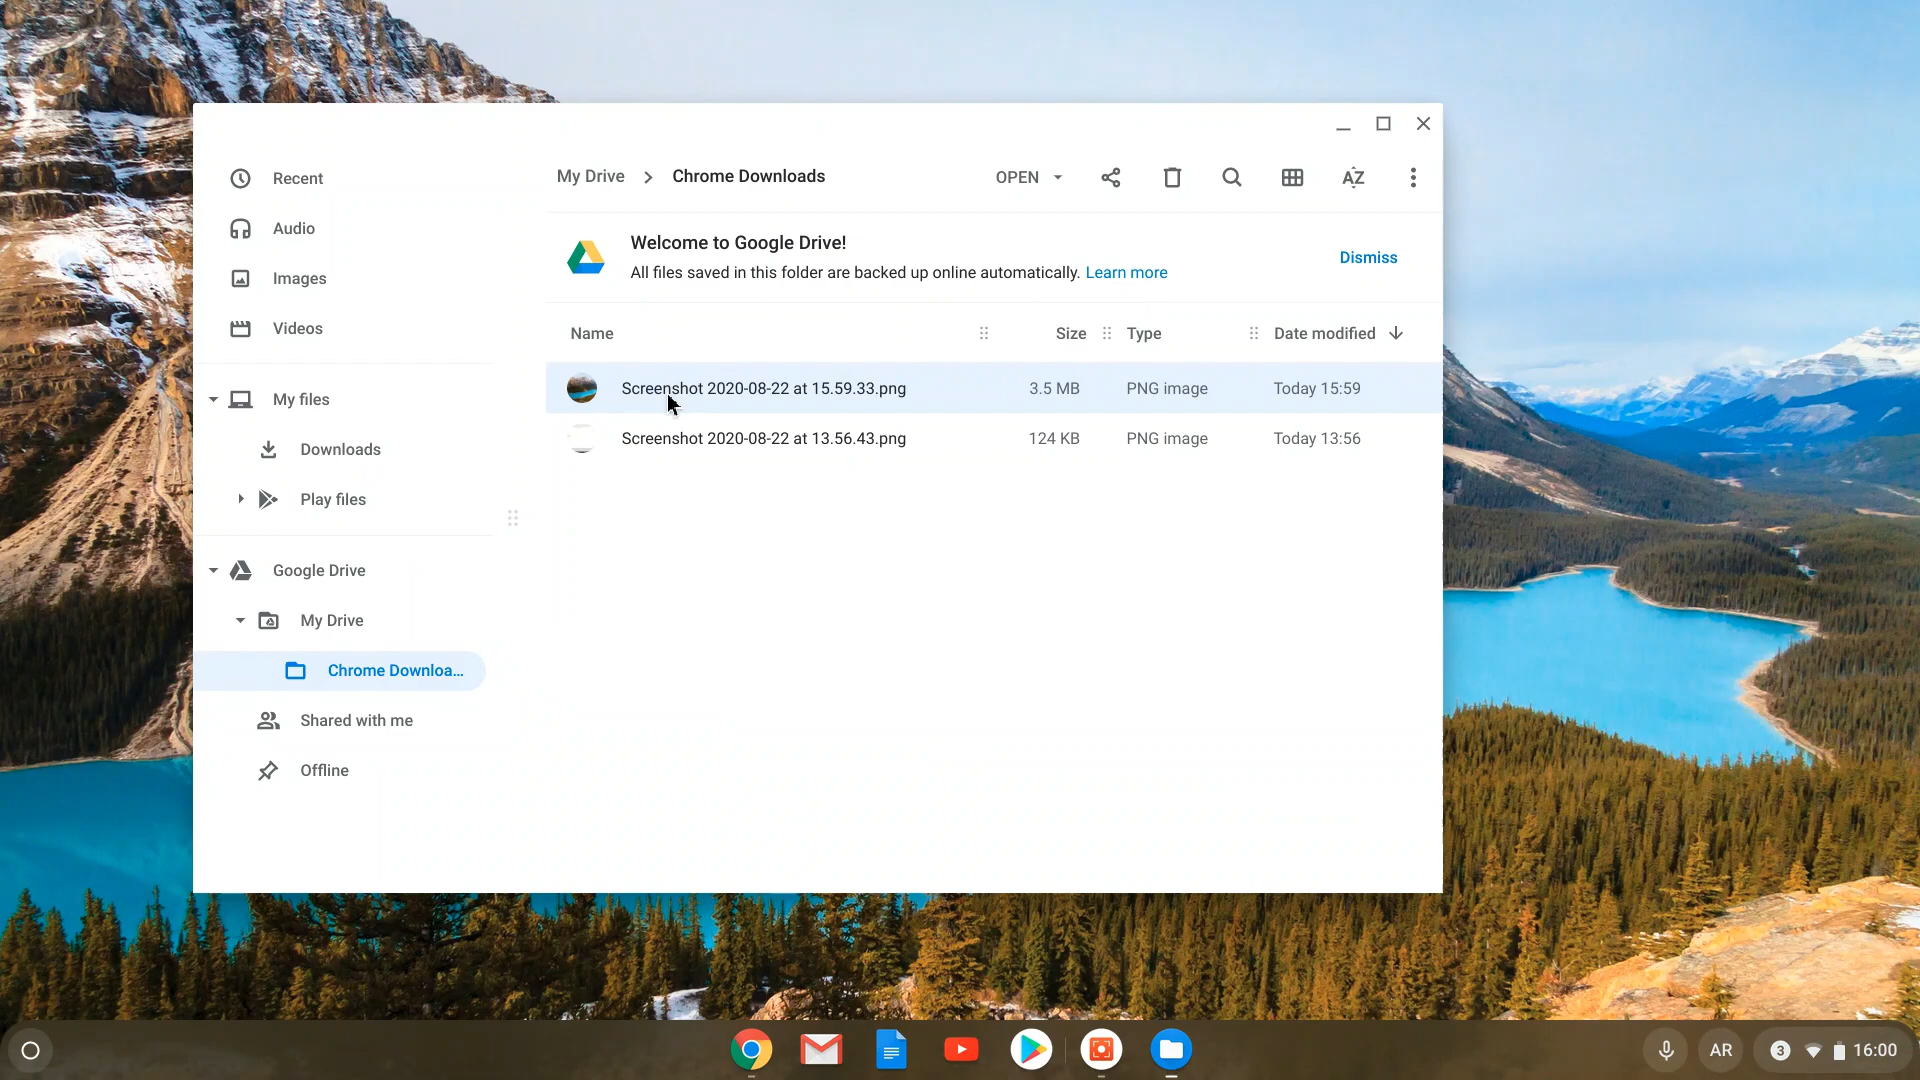 Recent
Audio
Images
Videos
My files
Downloads
Play files
Google Drive
My Drive
Chrome Downloa...
Shared with me
Offline
My Drive > Chrome Downloads
OPEN
AZ
Welcome to Google Drive!
All files saved in this folder are backed up online automatically. Learn more
Dismiss
Name Size Type Date modified
Screenshot 2020-08-22 at 15.59.33.png 3.5 MB PNG image Today 15:59
Screenshot 2020-08-22 at 13.56.43.png 124 KB PNG image Today 13:56
AR 3 16:00